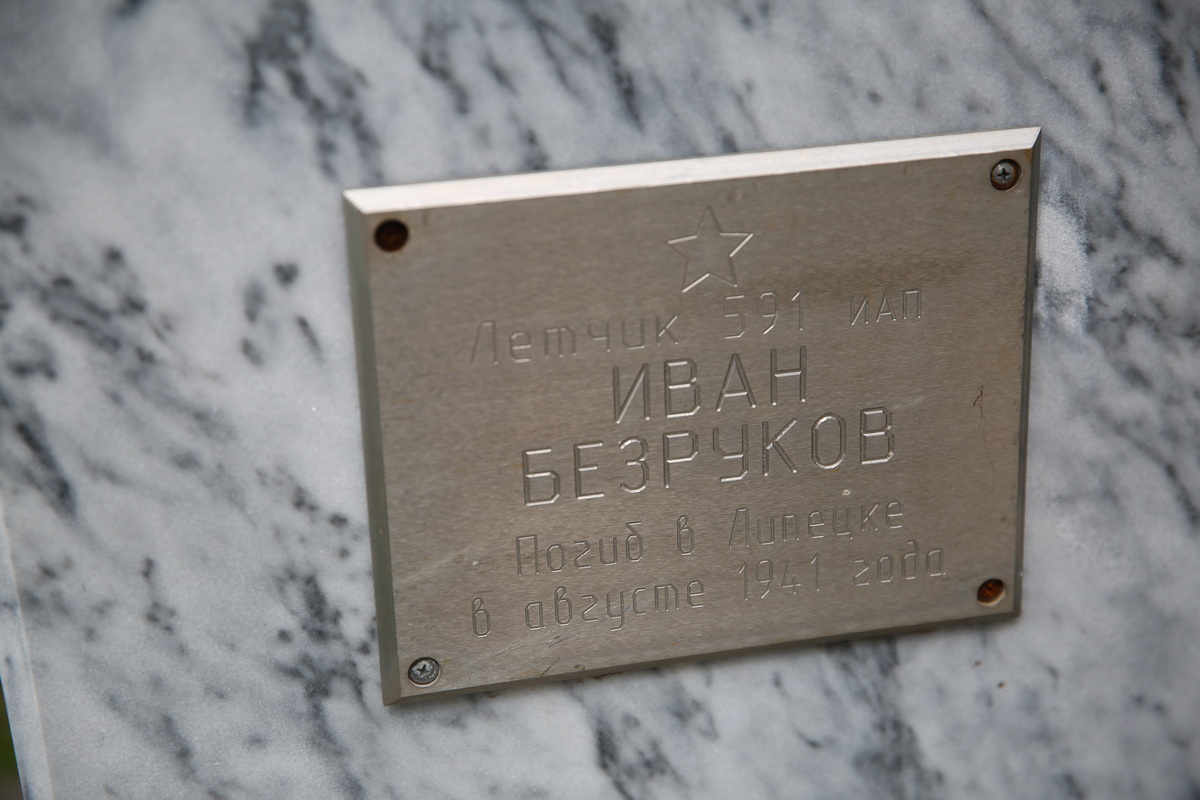 Летчик 591 ИАП
ИВАН
БЕЗРУКОВ
Погиб в Липецке
в августе 1941 года